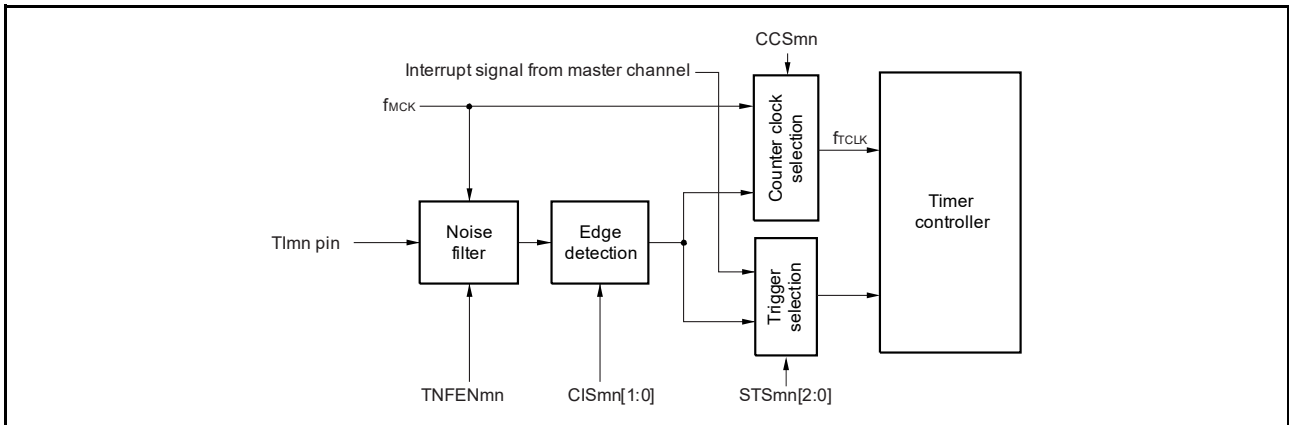 CCSmn
Interrupt signal from master channel
fMCK
Counter clock
selection
fTCLK
Timer
controller
TImn pin
Noise
filter
Edge
detection
Trigger
selection
TNFENmn
CISmn[1:0]
STSmn[2:0]